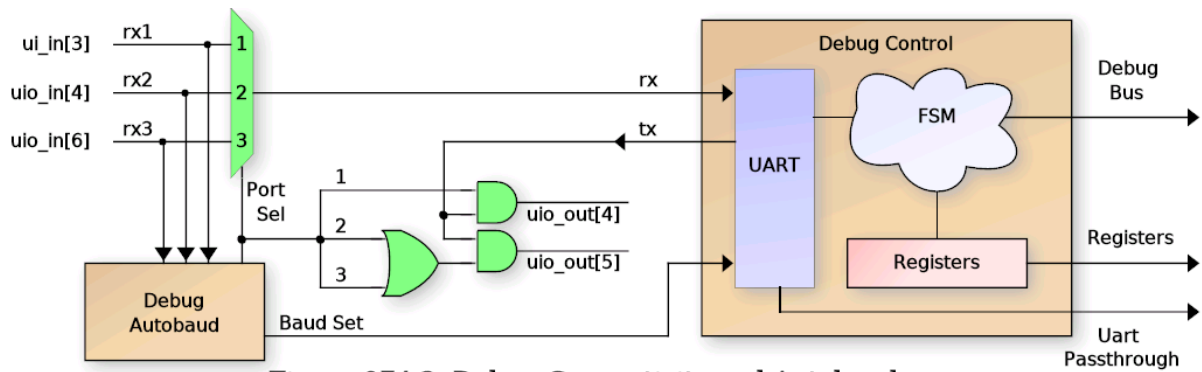 ui_in[3] rx1
uio_in[4] rx2
uio_in[6] rx3
1
2
3
Port
Sel
1
2
3
rx
tx
uio_out[4]
uio_out[5]
Debug
Autobaud
Baud Set
Debug Control
UART
FSM
Registers
Debug
Bus
Registers
Uart
Passthrough